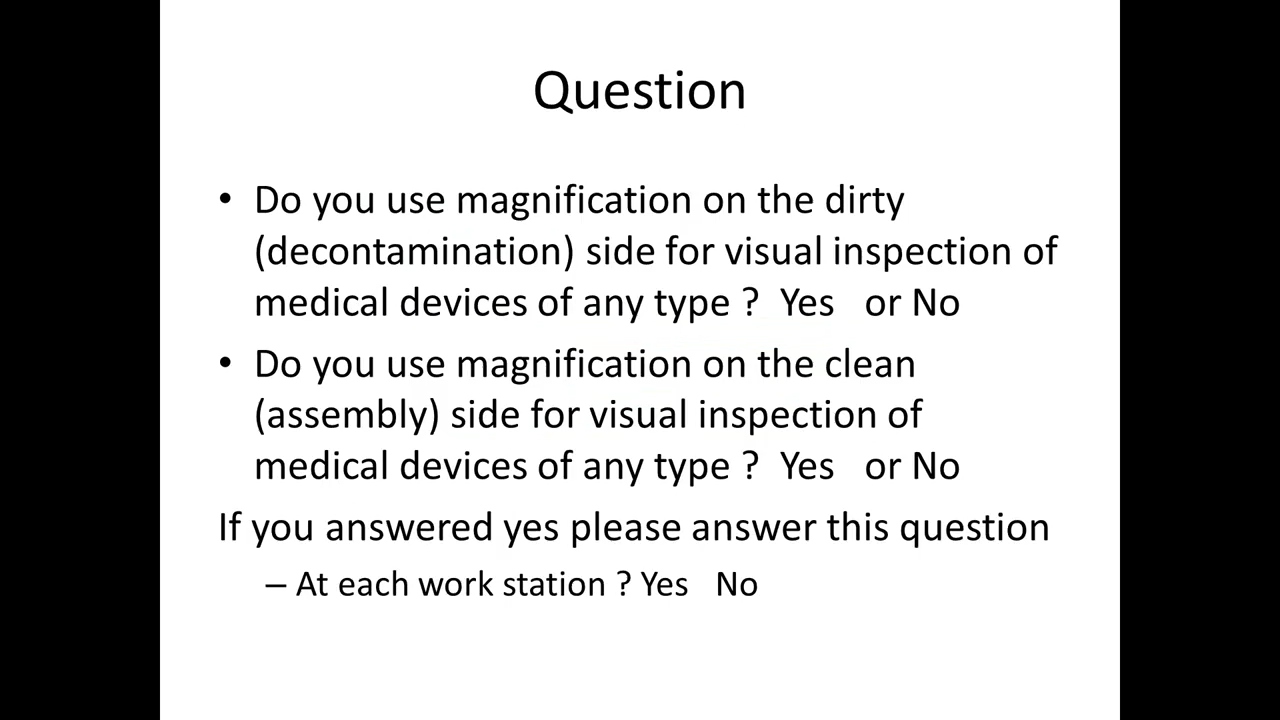 Question
• Do you use magnification on the dirty
(decontamination) side for visual inspection of
medical devices of any type ?  Yes   or No
• Do you use magnification on the clean
(assembly) side for visual inspection of
medical devices of any type ?  Yes   or No
If you answered yes please answer this question
– At each work station ? Yes   No